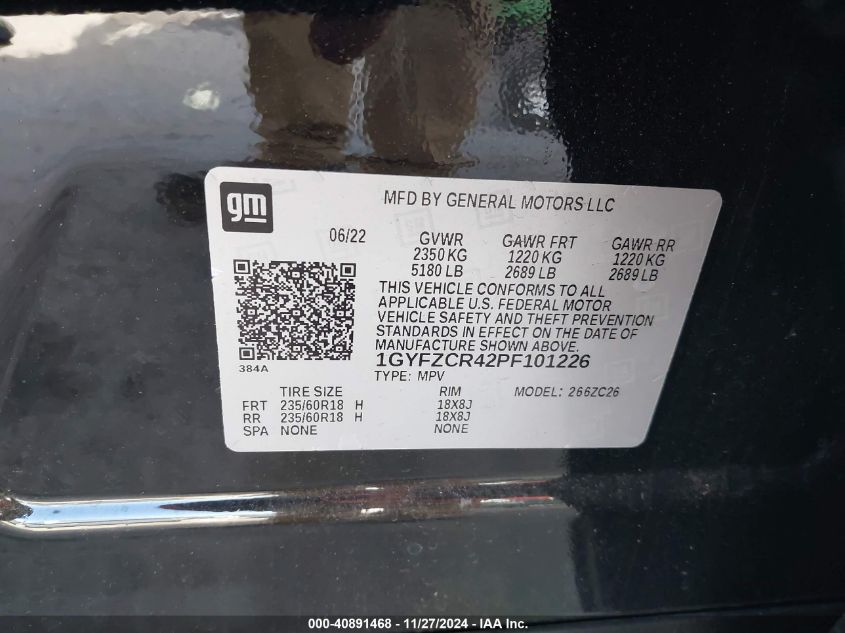 gm
MFD BY GENERAL MOTORS LLC
06/22
GVWR GAWR FRT GAWR RR
2350 KG 1220 KG 1220 KG
5180 LB 2689 LB 2689 LB
THIS VEHICLE CONFORMS TO ALL
APPLICABLE U.S. FEDERAL MOTOR
VEHICLE SAFETY AND THEFT PREVENTION
STANDARDS IN EFFECT ON THE DATE OF
MANUFACTURE SHOWN ABOVE.
384A
1GYFZCR42PF101226
TYPE: MPV
TIRE SIZE RIM MODEL: 266ZC26
FRT 235/60R18 H 18X8J
RR 235/60R18 H 18X8J
SPA NONE NONE
000-40891468 - 11/27/2024 - IAA Inc.